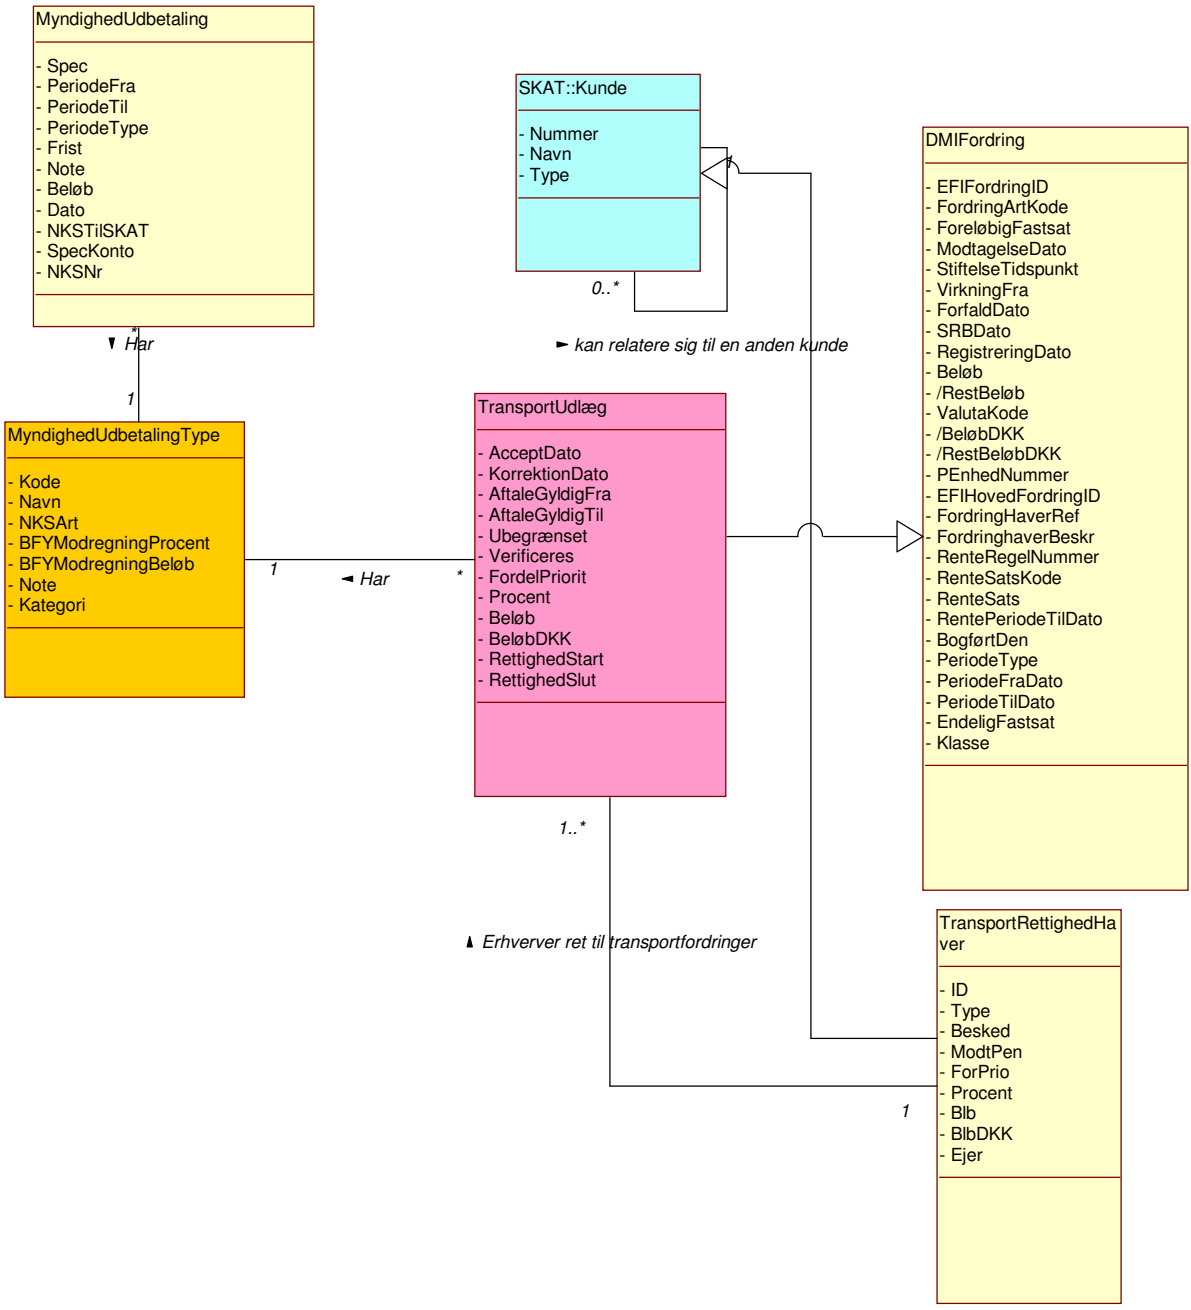 MyndighedUdbetaling
- Spec
- PeriodeFra
- PeriodeTil
- PeriodeType
- Frist
- Note
- Beløb
- Dato
- NKSTilSKAT
- SpecKonto
- NKSNr
*
Har
1
MyndighedUdbetalingType
- Kode
- Navn
- NKSArt
- BFYModregningProcent
- BFYModregningBeløb
- Note
- Kategori
1
Har
*
SKAT::Kunde
- Nummer
- Navn
- Type
1
0..*
kan relatere sig til en anden kunde
TransportUdlæg
- AcceptDato
- KorrektionDato
- AftaleGyldigFra
- AftaleGyldigTil
- Ubegrænset
- Verificeres
- FordelPriorit
- Procent
- Beløb
- BeløbDKK
- RettighedStart
- RettighedSlut
1..*
Erhverver ret til transportfordringer
1
DMIFordring
- EFIFordringID
- FordringArtKode
- ForeløbigFastsat
- ModtagelseDato
- StiftelseTidspunkt
- VirkningFra
- ForfaldDato
- SRBDato
- RegistreringDato
- Beløb
- /RestBeløb
- ValutaKode
- /BeløbDKK
- /RestBeløbDKK
- PEnhedNummer
- EFIHovedFordringID
- FordringHaverRef
- FordringhaverBeskr
- RenteRegelNummer
- RenteSatsKode
- RenteSats
- RentePeriodeTilDato
- BogførtDen
- PeriodeType
- PeriodeFraDato
- PeriodeTilDato
- EndeligFastsat
- Klasse
TransportRettighedHa
ver
- ID
- Type
- Besked
- ModtPen
- ForPrio
- Procent
- Blb
- BlbDKK
- Ejer